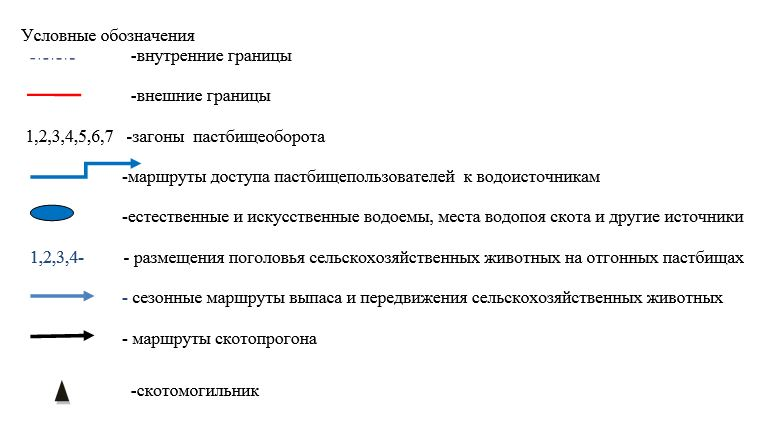 Условные обозначения
-внутренние границы
-внешние границы
1,2,3,4,5,6,7 -загоны пастбищеоборота
-маршруты доступа пастбищепользователей к водоисточникам
-естественные и искусственные водоемы, места водопоя скота и другие источники
1,2,3,4- - размещения поголовья сельскохозяйственных животных на отгонных пастбищах
- сезонные маршруты выпаса и передвижения сельскохозяйственных животных
- маршруты скотопрогона
-скотомогильник